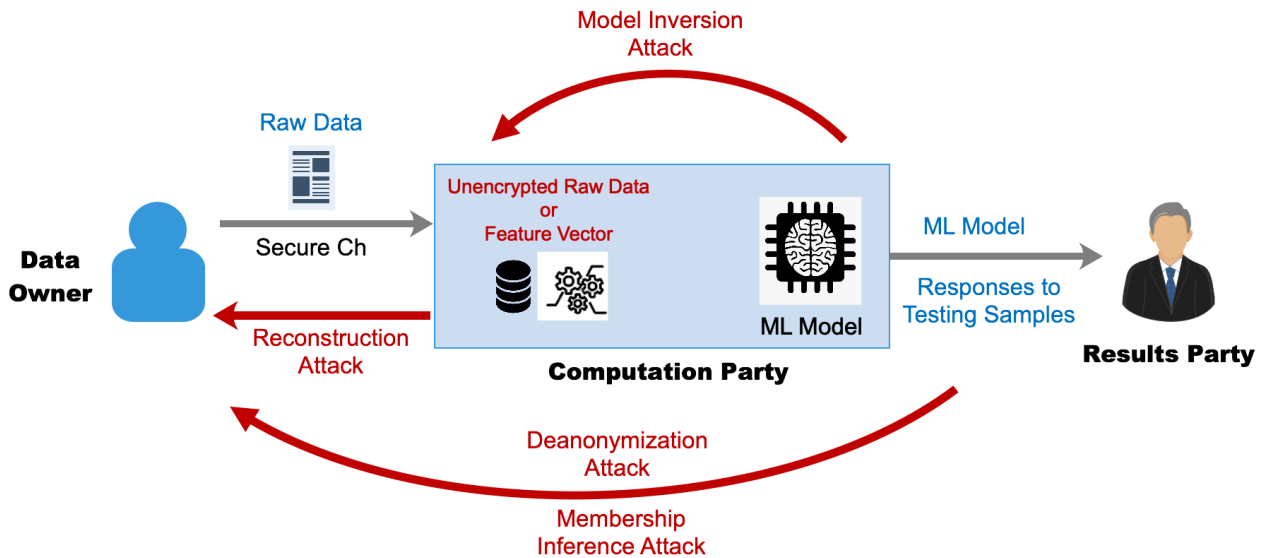 Model Inversion
Attack
Raw Data
Secure Ch
Data
Owner
Unencrypted Raw Data
or
Feature Vector
ML Model
Computation Party
Reconstruction
Attack
ML Model
Responses to
Testing Samples
Results Party
Deanonymization
Attack
Membership
Inference Attack